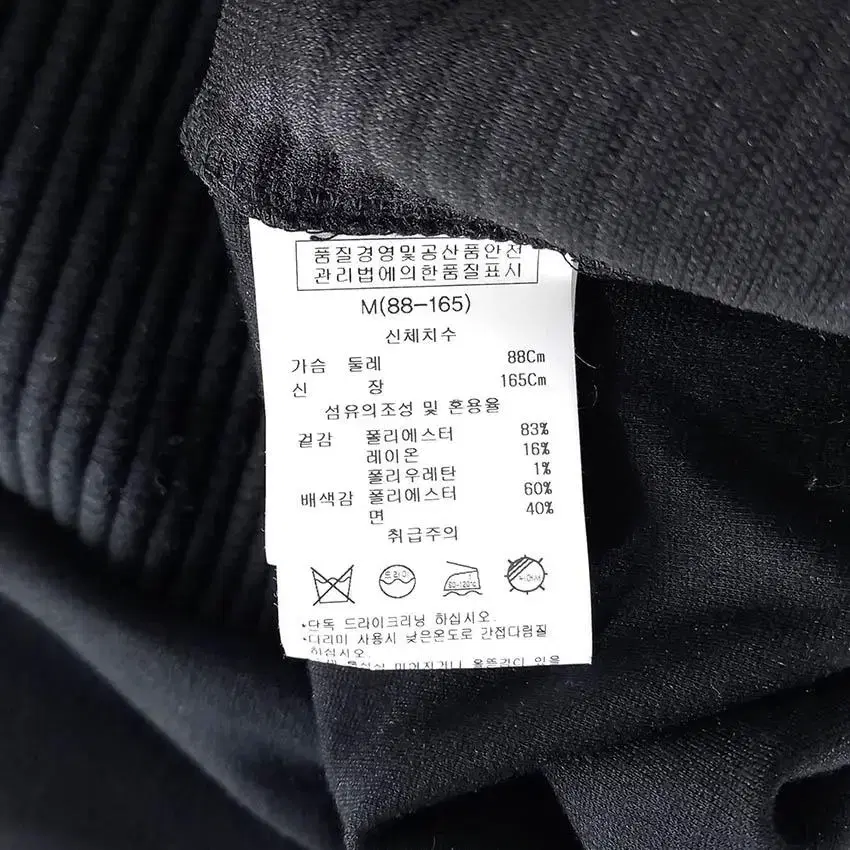 품질경영및공산품안전
관리법에의한품질표시
M(88-165)
신체치수
가슴 둘레 88Cm
신 장 165Cm
섬유의조성 및 혼용율
겉감 폴리에스터 83%
레이온 16%
폴리우레탄 1%
배색감 폴리에스터 60%
면 40%
취급주의
드라이 60-120℃
*단독 드라이크리닝 하십시오.
*다리미 사용시 낮은온도로 간접다림질
하십시오.